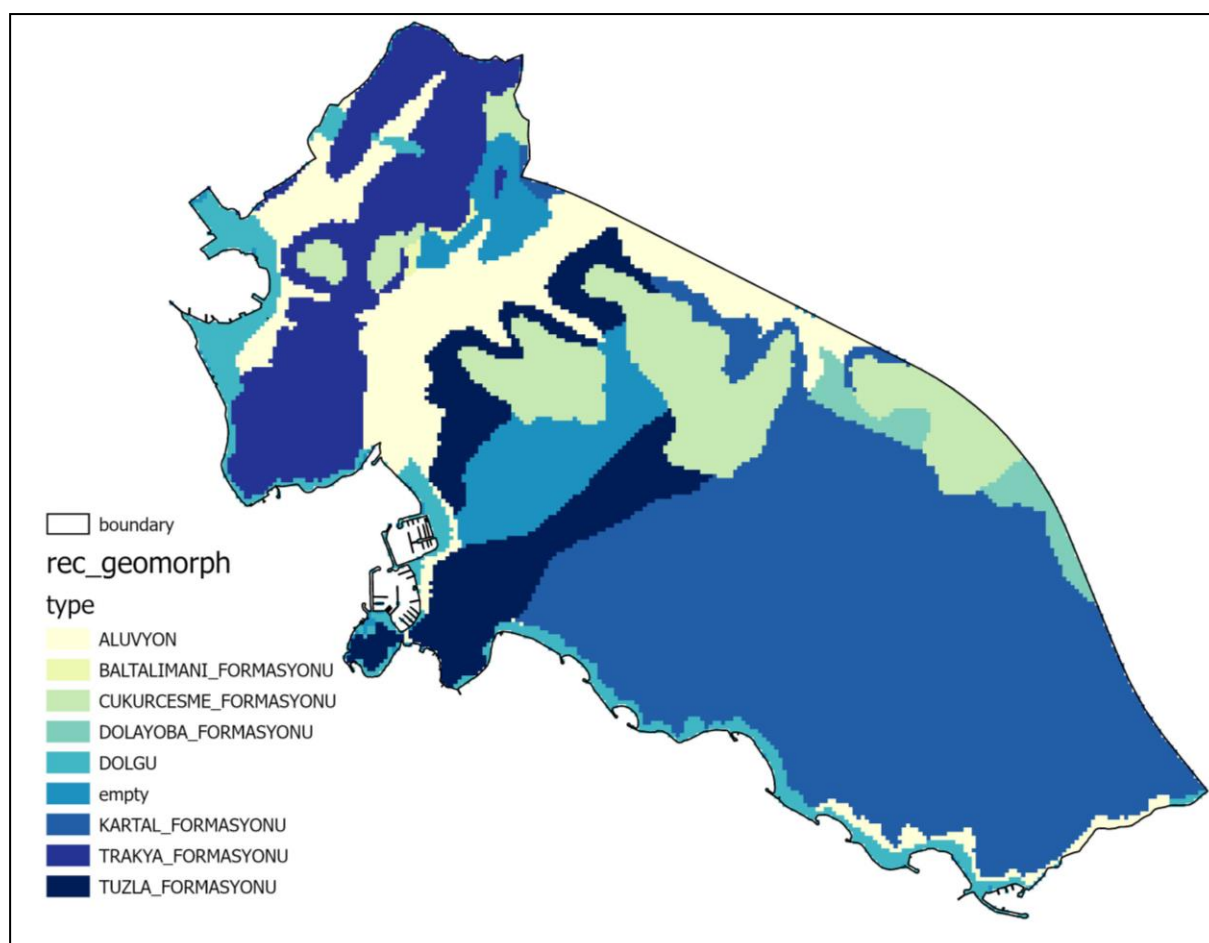 boundary
rec_geomorph
type
ALUVYON
BALTALIMANI_FORMASYONU
CUKURCESME_FORMASYONU
DOLAYOBA_FORMASYONU
DOLGU
empty
KARTAL_FORMASYONU
TRAKYA_FORMASYONU
TUZLA_FORMASYONU